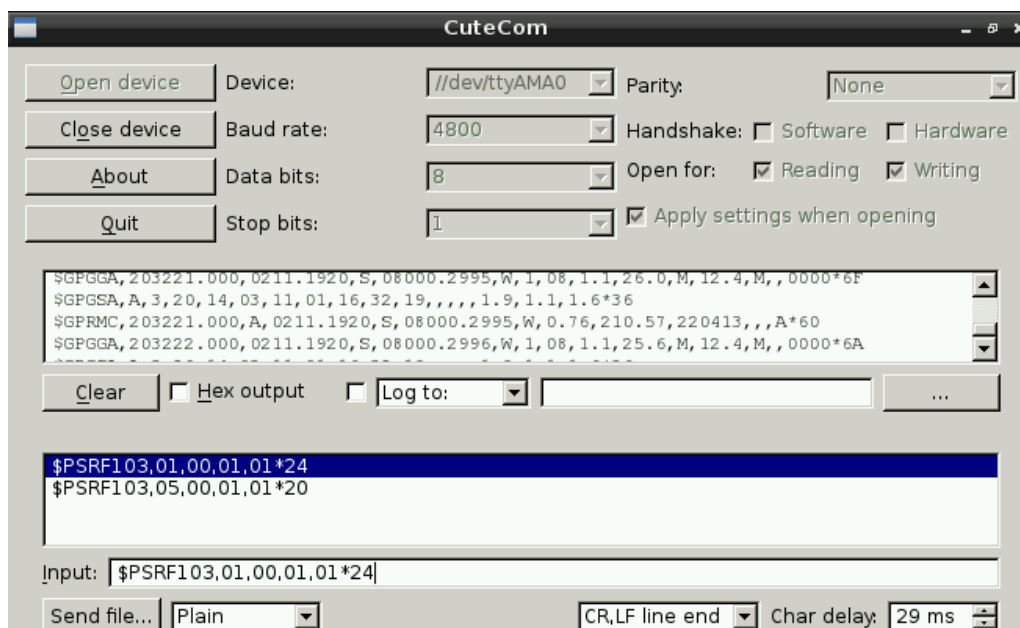 CuteCom
Open device Device: //dev/ttyAMA0 Parity: None
Close device Baud rate: 4800 Handshake: Software Hardware
About Data bits: 8 Open for: Reading Writing
Quit Stop bits: 1 Apply settings when opening
$GPGGA,203221.000,0211.1920,S,08000.2995,W,1,08,1.1,26.0,M,12.4,M,,0000*6F
$GPGSA,A,3,20,14,03,11,01,16,32,19,,,,,1.9,1.1,1.6*36
$GPRMC,203221.000,A,0211.1920,S,08000.2995,W,0.76,210.57,220413,,,A*60
$GPGGA,203222.000,0211.1920,S,08000.2996,W,1,08,1.1,25.6,M,12.4,M,,0000*6A
Clear Hex output Log to: ...
$PSRF103,01,00,01,01*24
$PSRF103,05,00,01,01*20
Input: $PSRF103,01,00,01,01*24
Send file... Plain CR,LF line end Char delay: 29 ms